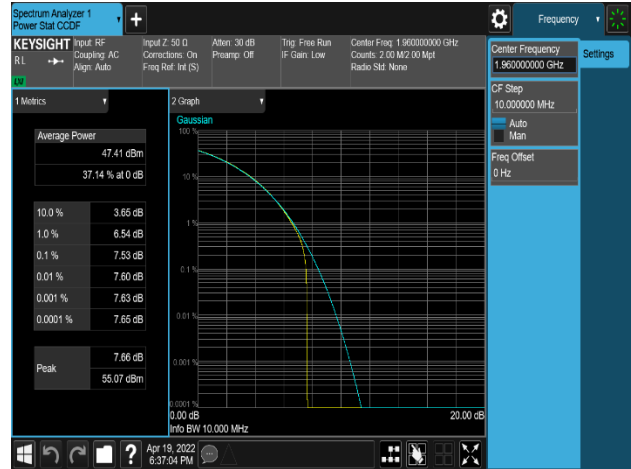 Spectrum Analyzer 1
Power Stat CCDF
Frequency
KEYSIGHT
RL
LXI
Input: RF
Coupling: AC
Align: Auto
Input Z: 50 Ω
Corrections: On
Freq Ref: Int (S)
Atten: 30 dB
Preamp: Off
Trig: Free Run
IF Gain: Low
Center Freq: 1.960000000 GHz
Counts: 2.00 M/2.00 Mpt
Radio Std: None
Center Frequency
1.960000000 GHz
Settings
CF Step
10.000000 MHz
Auto
Man
Freq Offset
0 Hz
1 Metrics
Average Power
47.41 dBm
37.14 % at 0 dB
10.0 % 3.65 dB
1.0 % 6.54 dB
0.1 % 7.53 dB
0.01 % 7.60 dB
0.001 % 7.63 dB
0.0001 % 7.65 dB
Peak
7.66 dB
55.07 dBm
2 Graph
Gaussian
100 %
10 %
1 %
0.1 %
0.01 %
0.001 %
0.0001 %
0.00 dB 20.00 dB
Info BW 10.000 MHz
?
Apr 19, 2022
6:37:04 PM